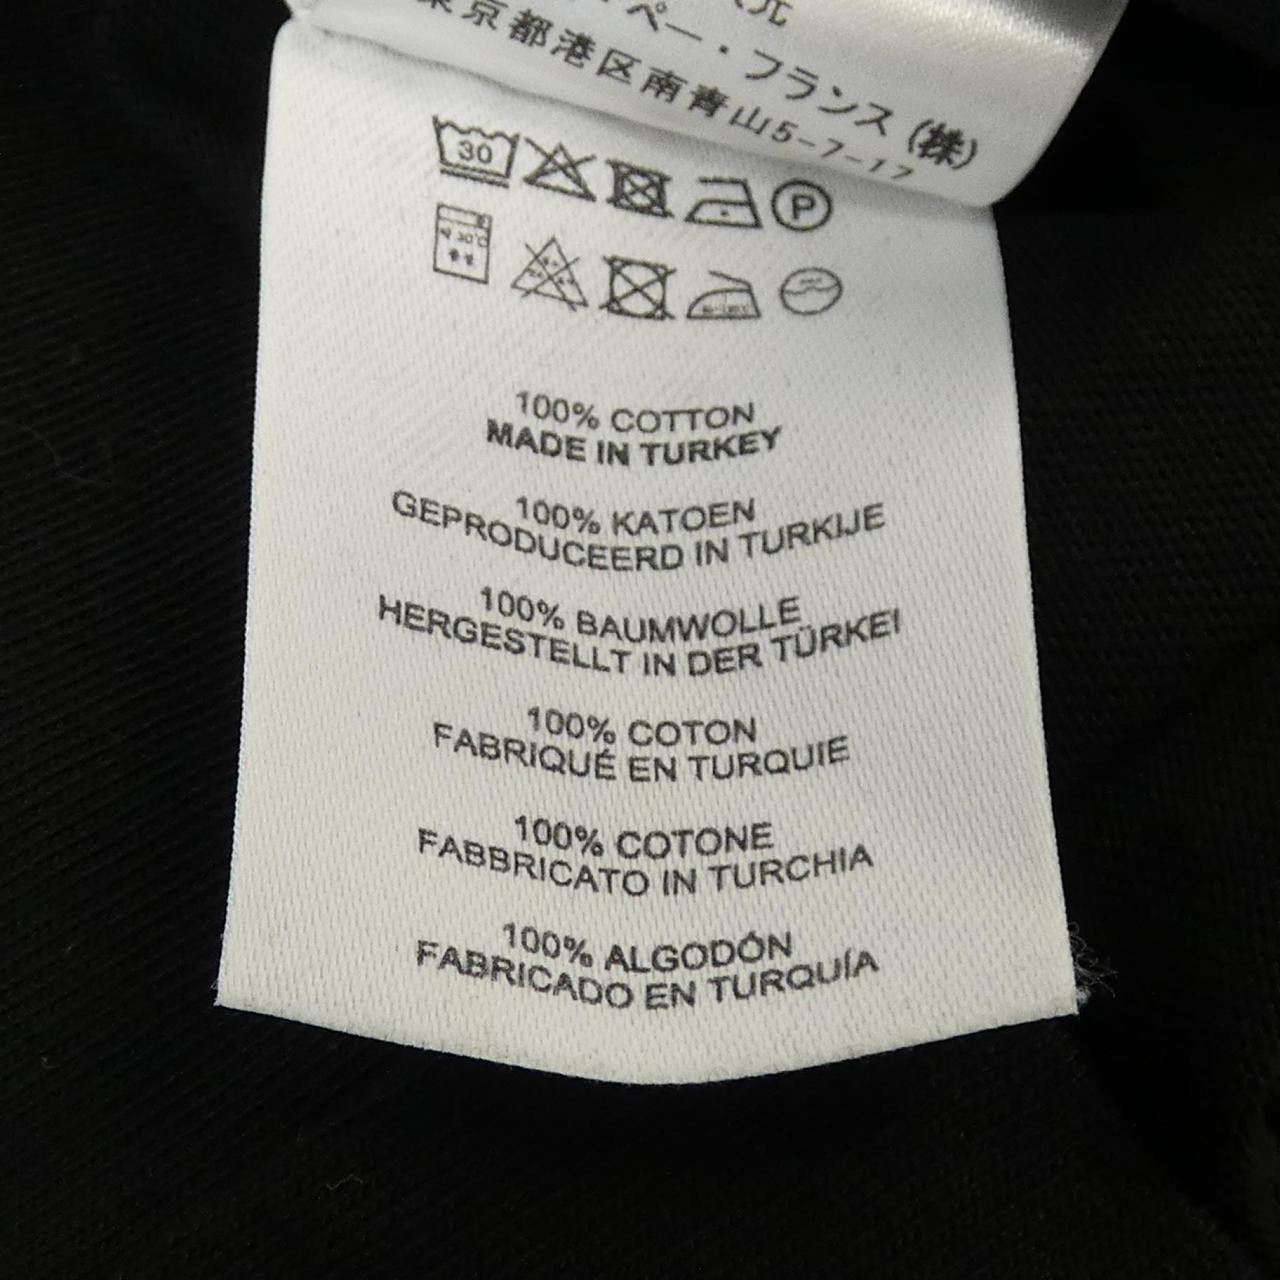 ペー・フランス (株)
東京都港区南青山5-7-17
30
P
30℃
100% COTTON
MADE IN TURKEY
100% KATOEN
GEPRODUCEERD IN TURKIJE
100% BAUMWOLLE
HERGESTELLT IN DER TÜRKEI
100% COTON
FABRIQUÉ EN TURQUIE
100% COTONE
FABBRICATO IN TURCHIA
100% ALGODÓN
FABRICADO EN TURQUÍA